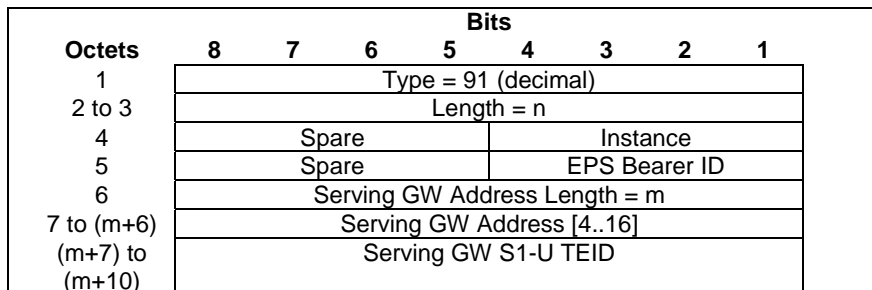 Bits
Octets 8 7 6 5 4 3 2 1
1 Type = 91 (decimal)
2 to 3 Length = n
4 Spare Instance
5 Spare EPS Bearer ID
6 Serving GW Address Length = m
7 to (m+6) Serving GW Address [4..16]
(m+7) to Serving GW S1-U TEID
(m+10)